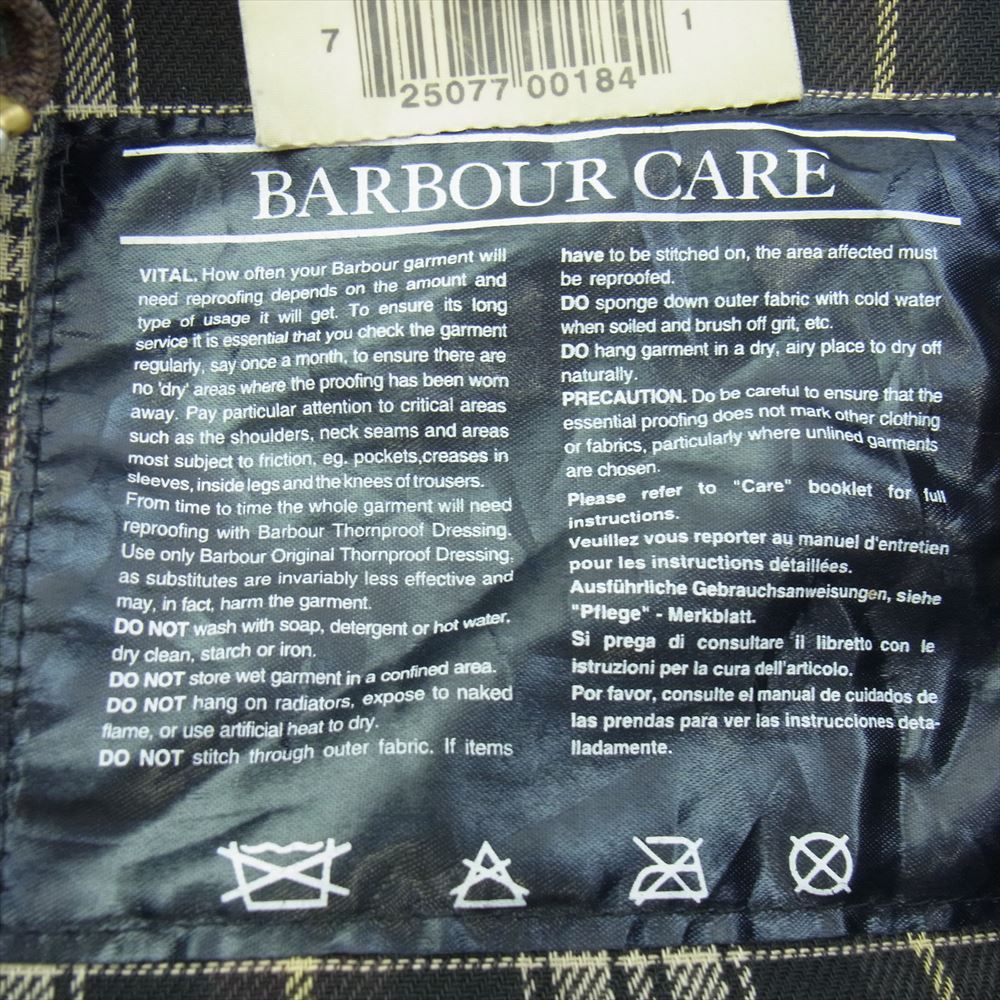 7
1
25077 00184
BARBOUR CARE
VITAL. How often your Barbour garment will
need reproofing depends on the amount and
type of usage it will get. To ensure its long
service it is essential that you check the garment
regularly, say once a month, to ensure there are
no 'dry' areas where the proofing has been worn
away. Pay particular attention to critical areas
such as the shoulders, neck seams and areas
most subject to friction, eg. pockets,creases in
sleeves, inside legs and the knees of trousers.
From time to time the whole garment will need
reproofing with Barbour Thornproof Dressing.
Use only Barbour Original Thornproof Dressing,
as substitutes are invariably less effective and
may, in fact, harm the garment.
DO NOT wash with soap, detergent or hot water,
dry clean, starch or iron.
DO NOT store wet garment in a confined area.
DO NOT hang on radiators, expose to naked
flame, or use artificial heat to dry.
DO NOT stitch through outer fabric. If items
have to be stitched on, the area affected must
be reproofed.
DO sponge down outer fabric with cold water
when soiled and brush off grit, etc.
DO hang garment in a dry, airy place to dry off
naturally.
PRECAUTION. Do be careful to ensure that the
essential proofing does not mark other clothing
or fabrics, particularly where unlined garments
are chosen.
Please refer to "Care" booklet for full
instructions.
Veuillez vous reporter au manuel d'entretien
pour les instructions détaillées.
Ausführliche Gebrauchsanweisungen, siehe
"Pflege" - Merkblatt.
Si prega di consultare il libretto con le
istruzioni per la cura dell'articolo.
Por favor, consulte el manual de cuidados de
las prendas para ver las instrucciones deta-
lladamente.